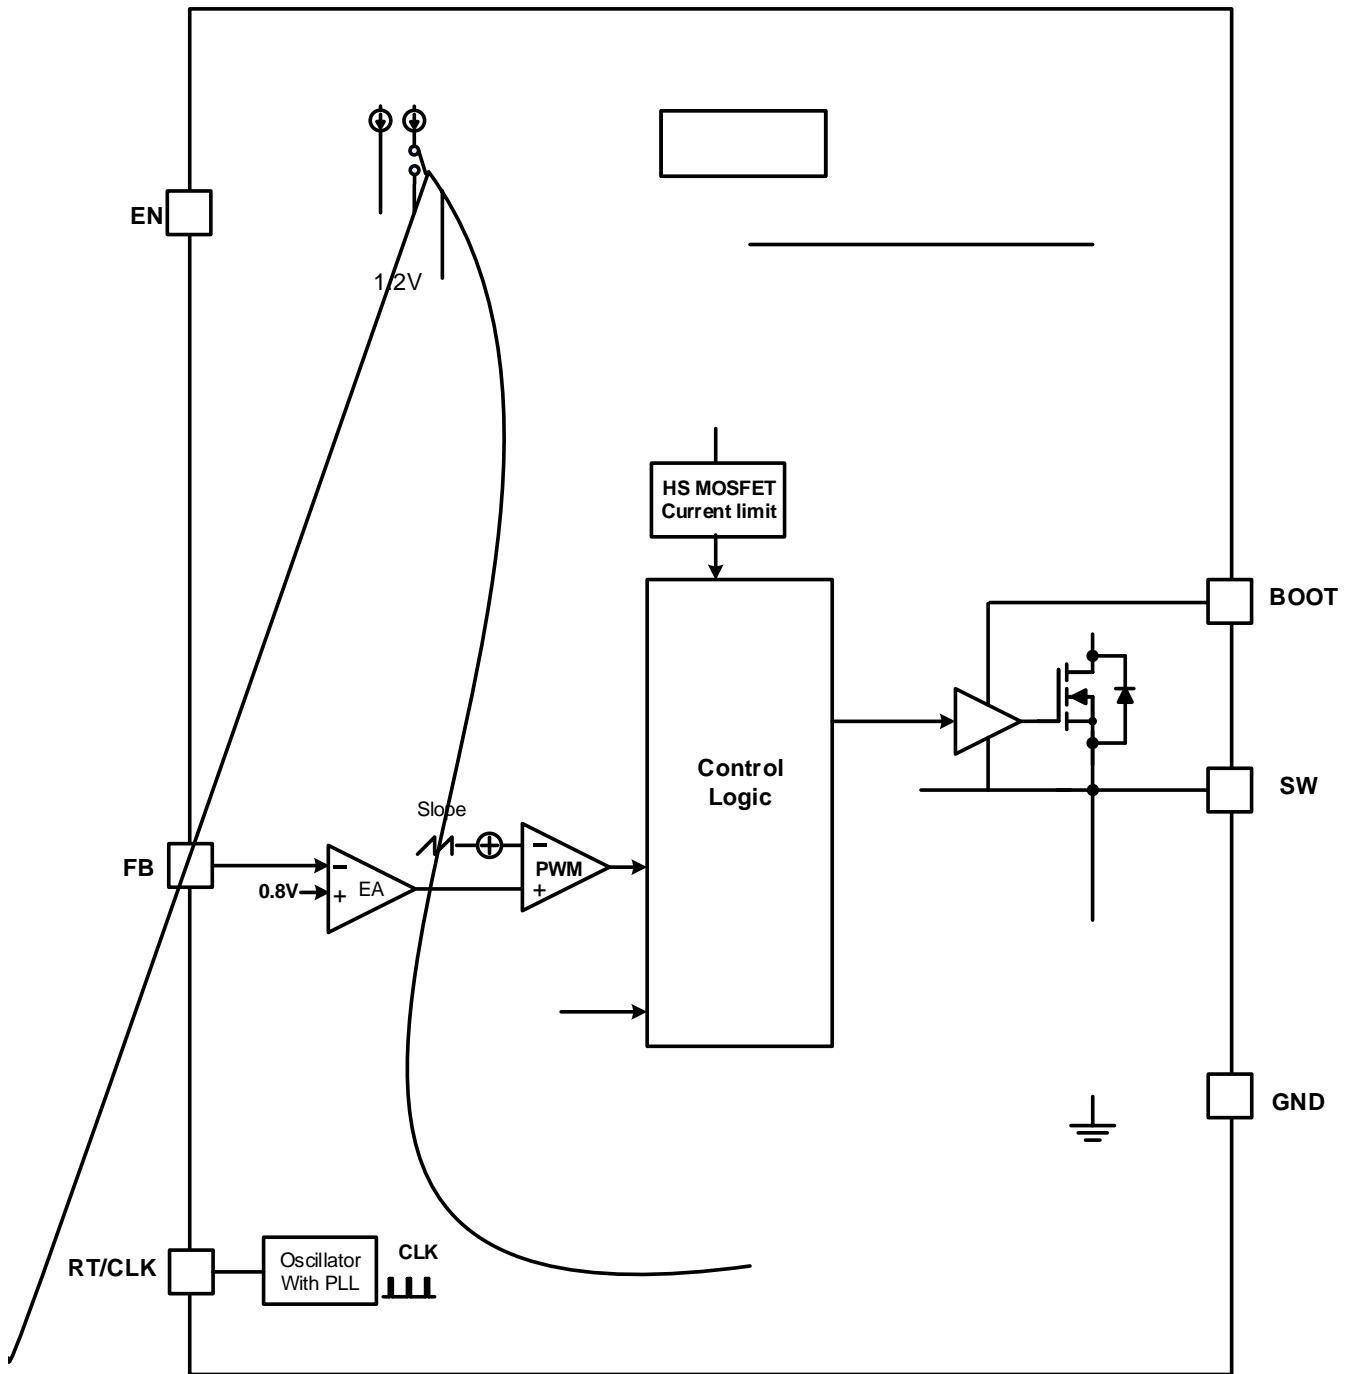 EN
1.2V
HS MOSFET
Current limit
BOOT
Control
Logic
SW
Slope
FB
PWM
0.8V
EA
GND
RT/CLK
Oscillator
With PLL
CLK